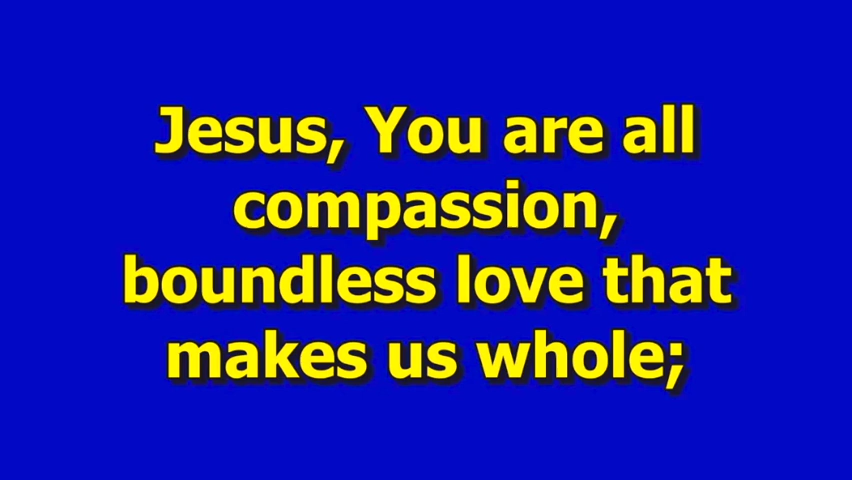 Jesus, You are all
compassion,
boundless love that
makes us whole;